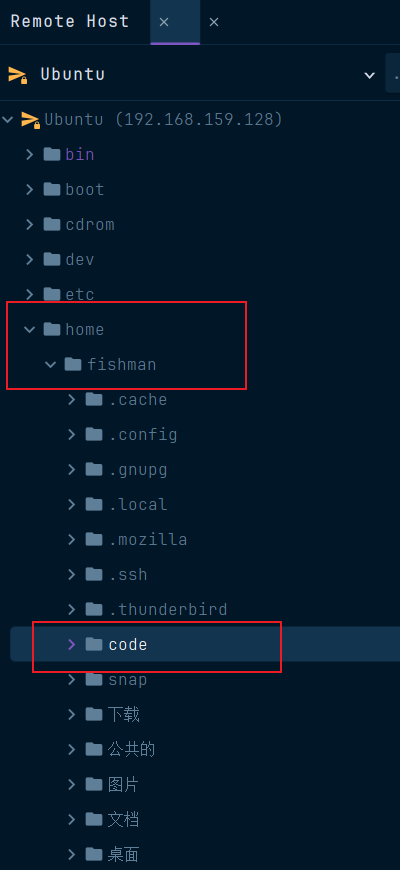 Remote Host
Ubuntu
Ubuntu (192.168.159.128)
bin
boot
cdrom
dev
etc
home
fishman
.cache
.config
.gnupg
.local
.mozilla
.ssh
.thunderbird
code
snap
下载
公共的
图片
文档
桌面